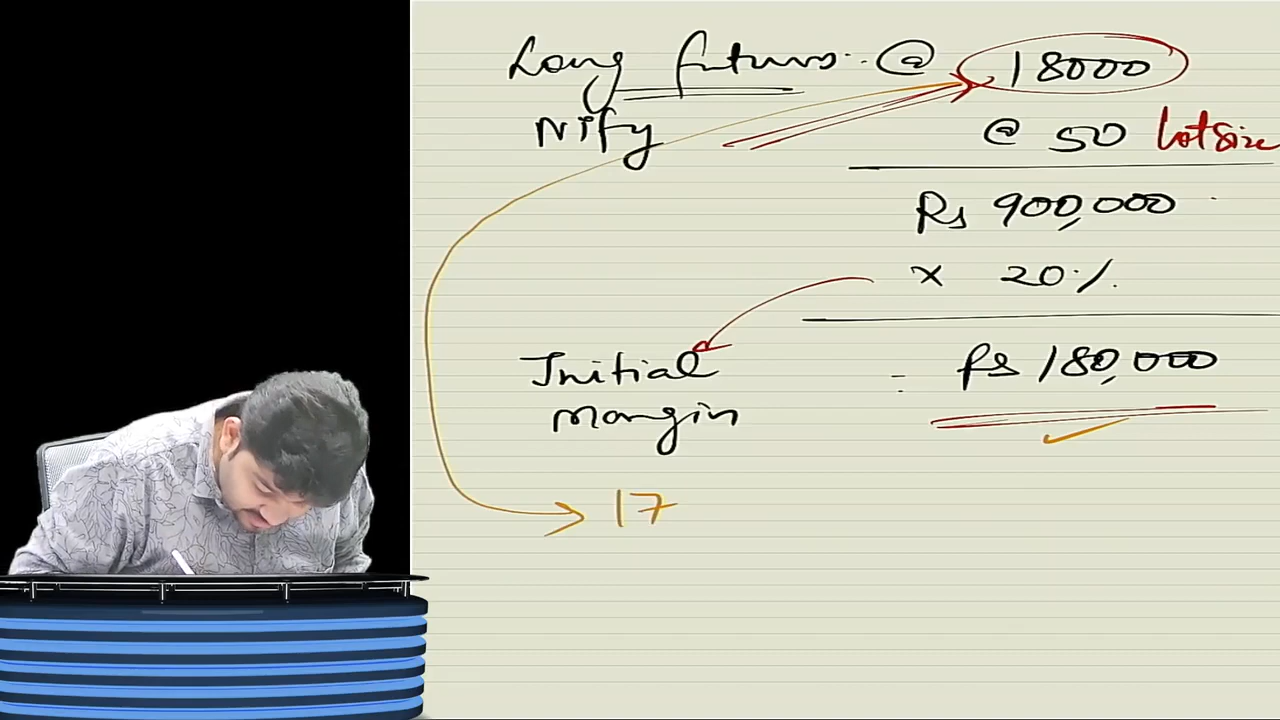 Long futures @ 18000
Nifty @ 50 Lot Size
Rs 900,000
x 20%
Initial = Rs 180,000
margin
17